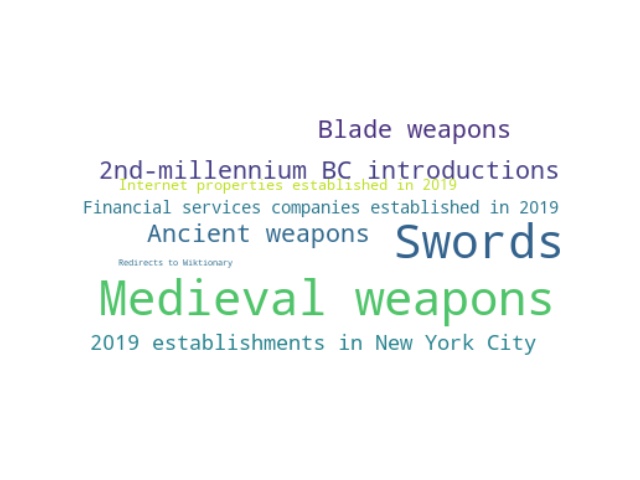 Blade weapons
2nd-millennium BC introductions
Internet properties established in 2019
Financial services companies established in 2019
Ancient weapons
Swords
Redirects to Wiktionary
Medieval weapons
2019 establishments in New York City